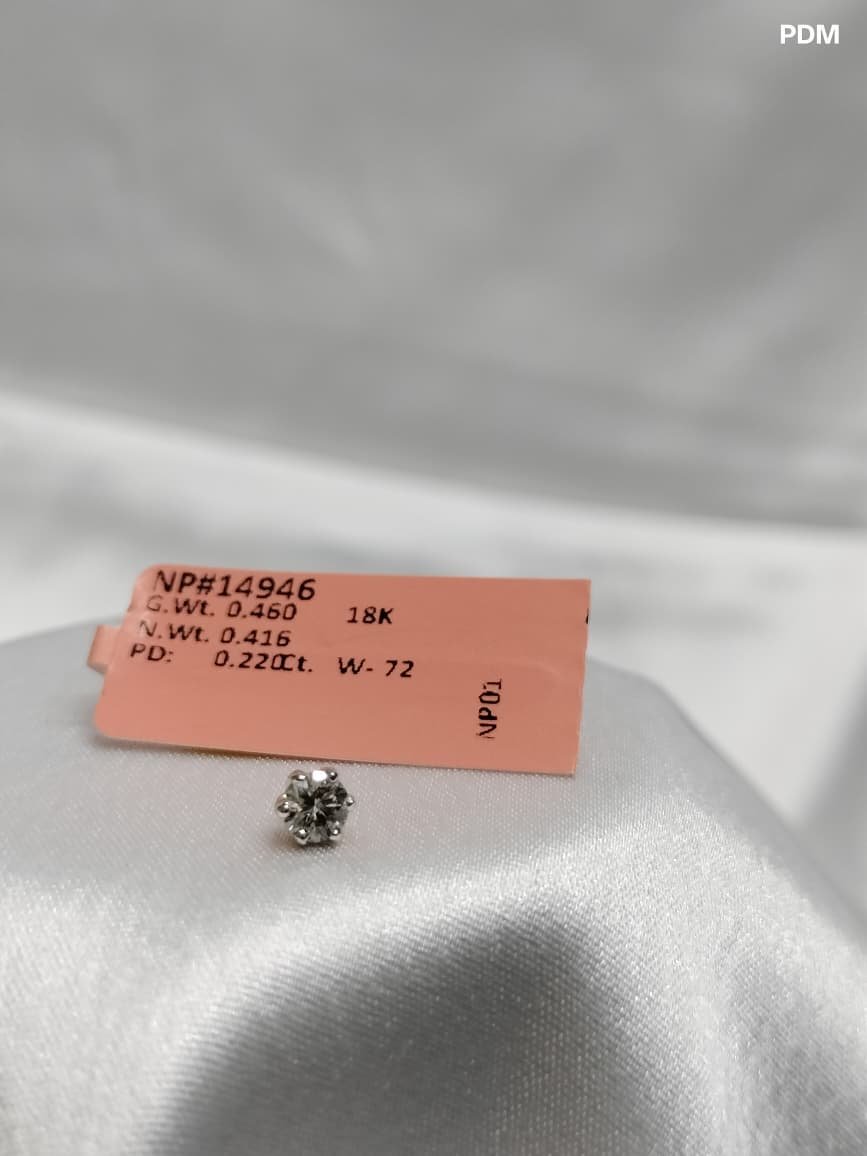 PDM
NP#14946
G.Wt. 0.460 18K
N.Wt. 0.416
PD: 0.220Ct. W- 72
NP01